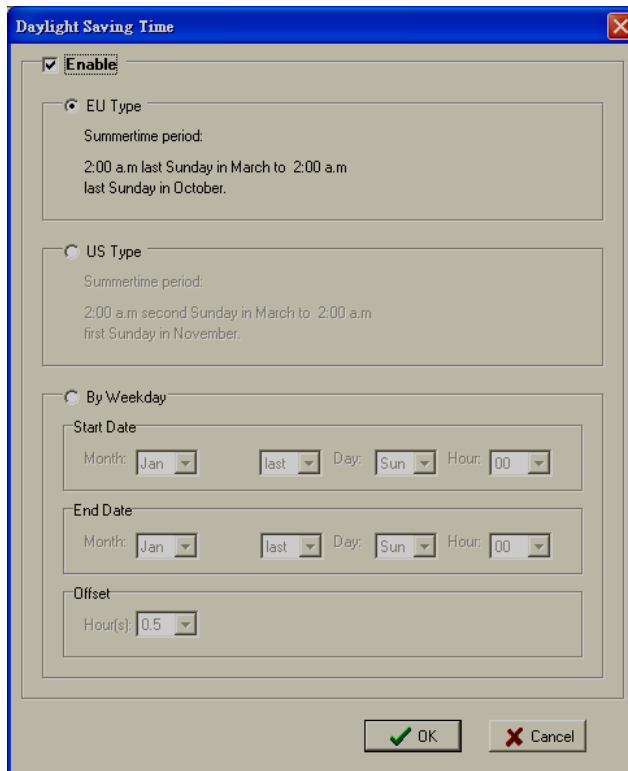 Daylight Saving Time
Enable
EU Type
Summertime period:
2:00 a.m last Sunday in March to 2:00 a.m
last Sunday in October.
US Type
Summertime period:
2:00 a.m second Sunday in March to 2:00 a.m
first Sunday in November.
By Weekday
Start Date
Month: Jan last Day: Sun Hour: 00
End Date
Month: Jan last Day: Sun Hour: 00
Offset
Hour(s): 0.5
OK Cancel